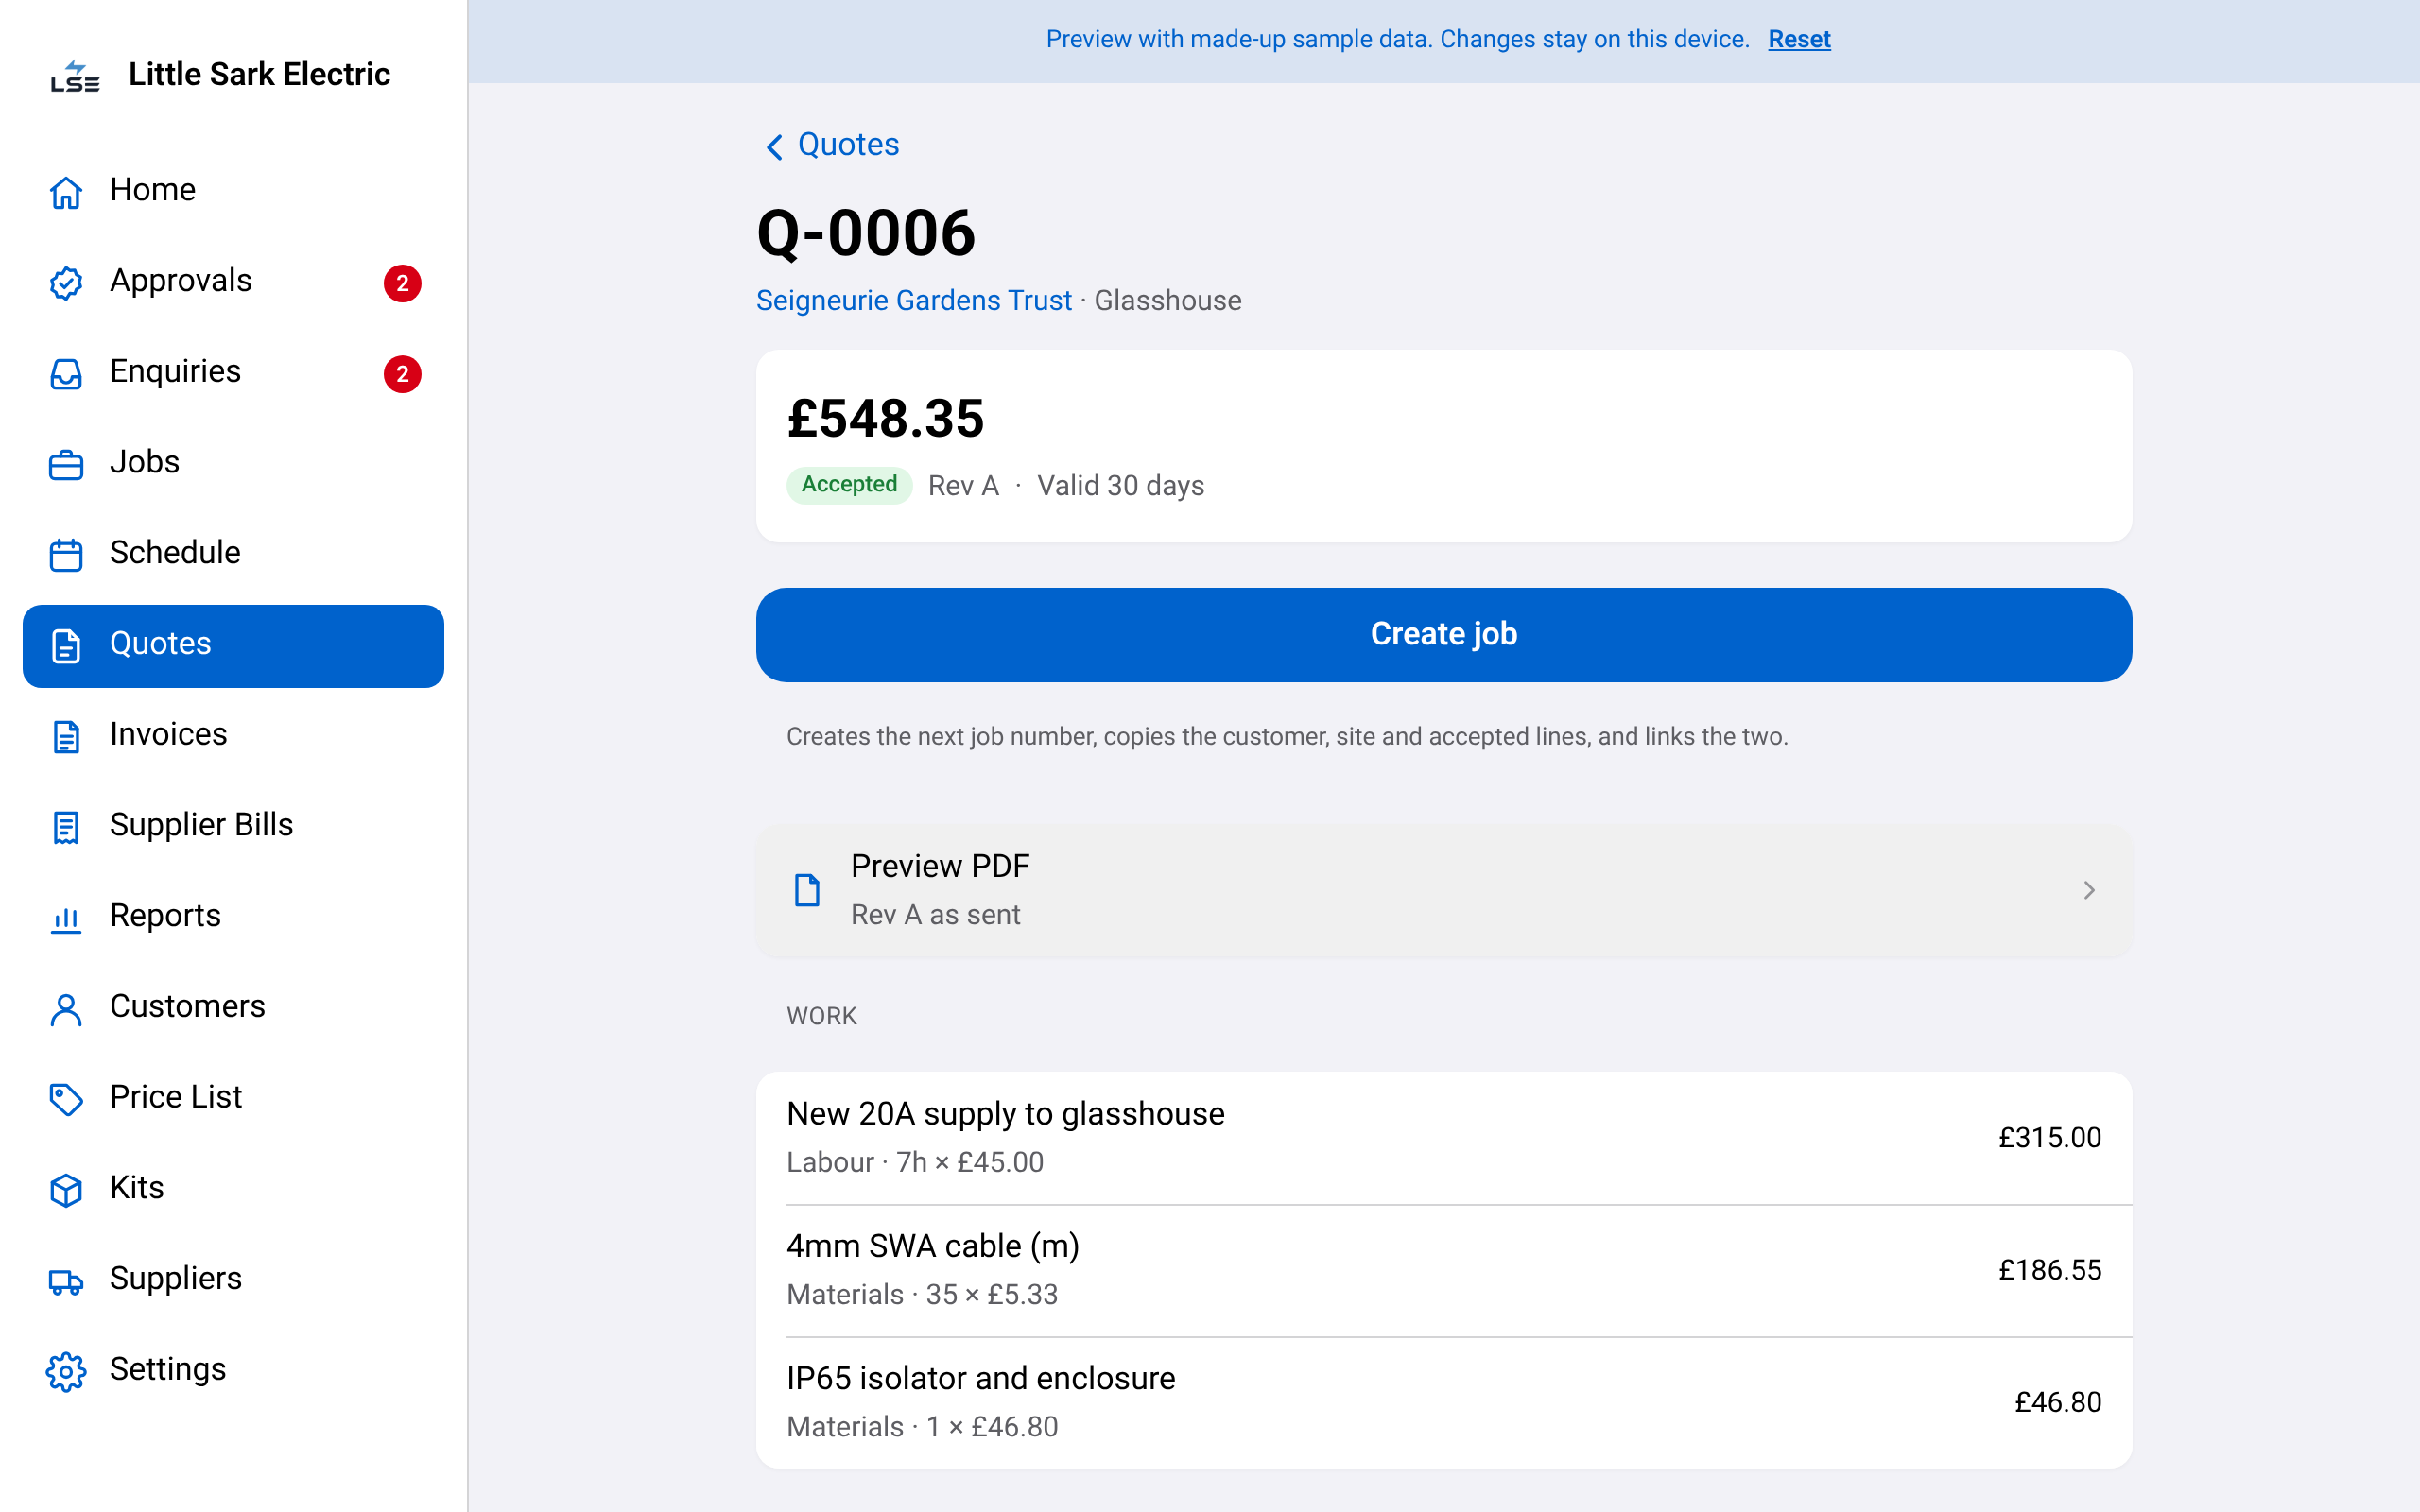 LSE Little Sark Electric
Home
Approvals 2
Enquiries 2
Jobs
Schedule
Quotes
Invoices
Supplier Bills
Reports
Customers
Price List
Kits
Suppliers
Settings
Preview with made-up sample data. Changes stay on this device. Reset
Quotes
Q-0006
Seigneurie Gardens Trust · Glasshouse
£548.35
Accepted Rev A · Valid 30 days
Create job
Creates the next job number, copies the customer, site and accepted lines, and links the two.
Preview PDF
Rev A as sent
WORK
New 20A supply to glasshouse
Labour · 7h × £45.00
£315.00
4mm SWA cable (m)
Materials · 35 × £5.33
£186.55
IP65 isolator and enclosure
Materials · 1 × £46.80
£46.80